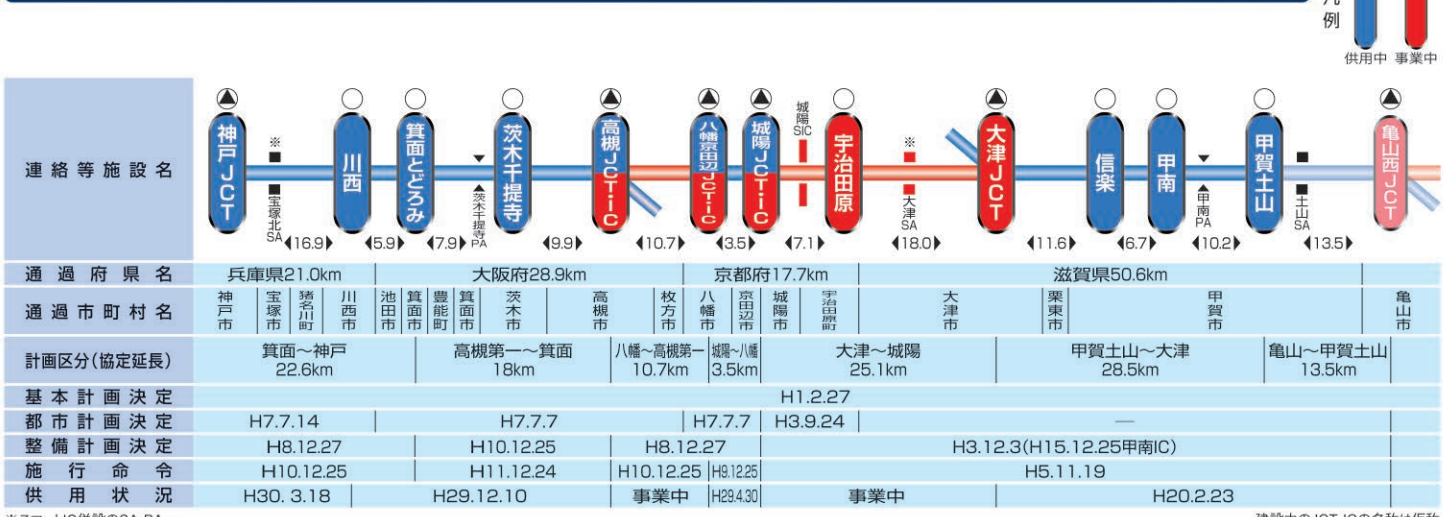 凡例
供用中 事業中
連絡等施設名
神戸JCT
※
宝塚北SA
川西
箕面とどろみ
茨木千提寺PA
茨木千提寺
高槻JCT・iC
八幡京田辺JCT・iC
城陽JCT・iC
城陽SIC
宇治田原
※
大津SA
大津JCT
信楽
甲南
甲南PA
甲賀土山
土山SA
亀山西JCT
16.9 5.9 7.9 9.9 10.7 3.5 7.1 18.0 11.6 6.7 10.2 13.5
通過府県名 兵庫県21.0km 大阪府28.9km 京都府17.7km 滋賀県50.6km
通過市町村名 神戸市 宝塚市 猪名川町 川西市 池田市 箕面市 豊能町 箕面市 茨木市 高槻市 枚方市 八幡市 京田辺市 城陽市 宇治田原町 大津市 栗東市 甲賀市 亀山市
計画区分(協定延長) 箕面～神戸 22.6km 高槻第一～箕面 18km 八幡～高槻第一 10.7km 城陽～八幡 3.5km 大津～城陽 25.1km 甲賀土山～大津 28.5km 亀山～甲賀土山 13.5km
基本計画決定 H1.2.27
都市計画決定 H7.7.14 H7.7.7 H7.7.7 H3.9.24 —
整備計画決定 H8.12.27 H10.12.25 H8.12.27 H3.12.3(H15.12.25甲南IC)
施行命令 H10.12.25 H11.12.24 H10.12.25 H9.12.25 H5.11.19
供用状況 H30. 3.18 H29.12.10 事業中 H29.4.30 事業中 H20.2.23